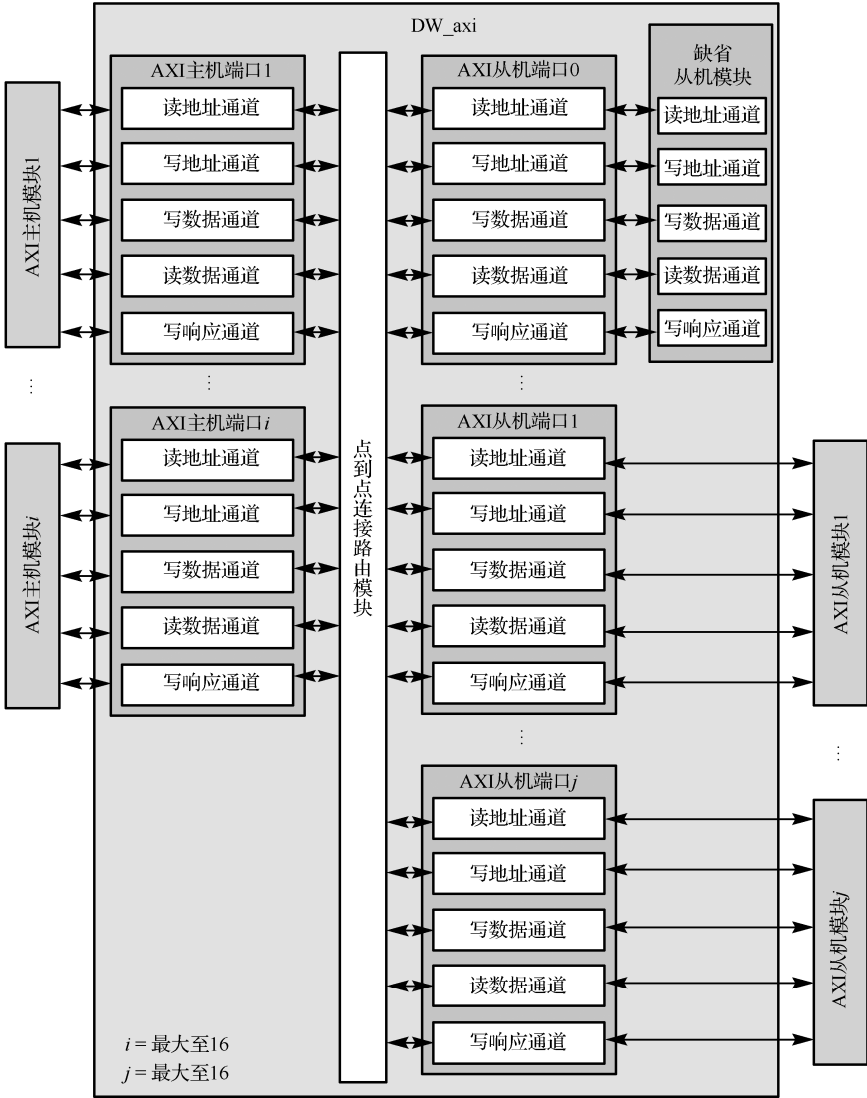 DW_axi
AXI主机模块1
AXI主机端口1
读地址通道
写地址通道
写数据通道
读数据通道
写响应通道
⋮
⋮
AXI主机模块i
AXI主机端口i
读地址通道
写地址通道
写数据通道
读数据通道
写响应通道
点到点连接路由模块
AXI从机端口0
读地址通道
写地址通道
写数据通道
读数据通道
写响应通道
⋮
缺省
从机模块
读地址通道
写地址通道
写数据通道
读数据通道
写响应通道
AXI从机端口1
读地址通道
写地址通道
写数据通道
读数据通道
写响应通道
⋮
AXI从机模块1
⋮
AXI从机端口j
读地址通道
写地址通道
写数据通道
读数据通道
写响应通道
AXI从机模块j
i = 最大至16
j = 最大至16